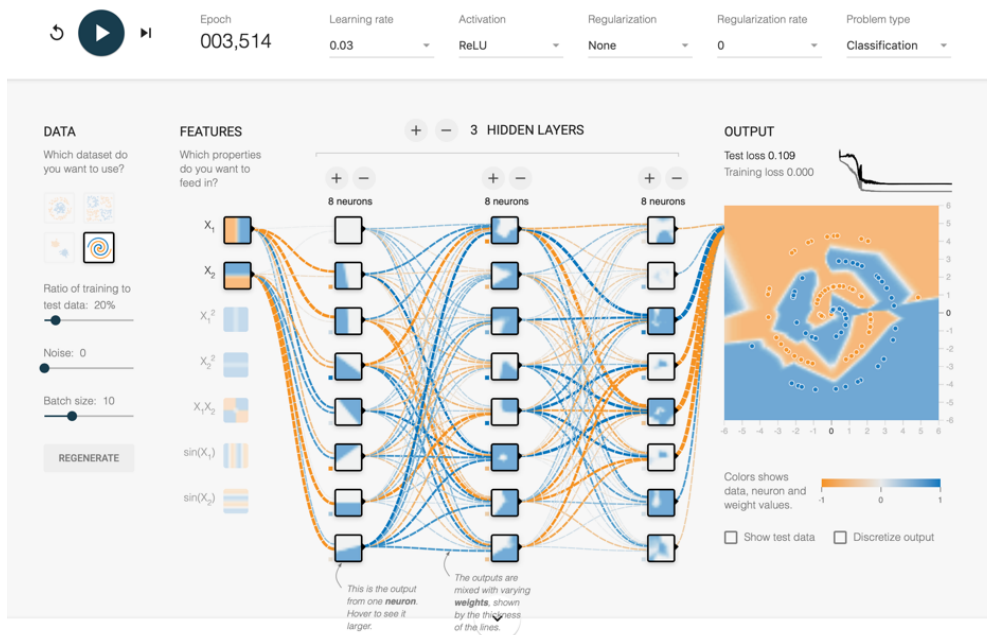 Epoch
003,514
Learning rate
0.03
Activation
ReLU
Regularization
None
Regularization rate
0
Problem type
Classification
DATA
Which dataset do
you want to use?
Ratio of training to
test data: 20%
Noise: 0
Batch size: 10
REGENERATE
FEATURES
Which properties
do you want to
feed in?
X₁
X₂
X₁²
X₂²
X₁X₂
sin(X₁)
sin(X₂)
+ − 3 HIDDEN LAYERS
+ −
8 neurons
+ −
8 neurons
+ −
8 neurons
This is the output
from one neuron.
Hover to see it
larger.
The outputs are
mixed with varying
weights, shown
by the thickness
of the lines.
OUTPUT
Test loss 0.109
Training loss 0.000
6
5
4
3
2
1
0
-1
-2
-3
-4
-5
-6
-6 -5 -4 -3 -2 -1 0 1 2 3 4 5 6
Colors shows
data, neuron and
weight values.
-1 0 1
Show test data
Discretize output